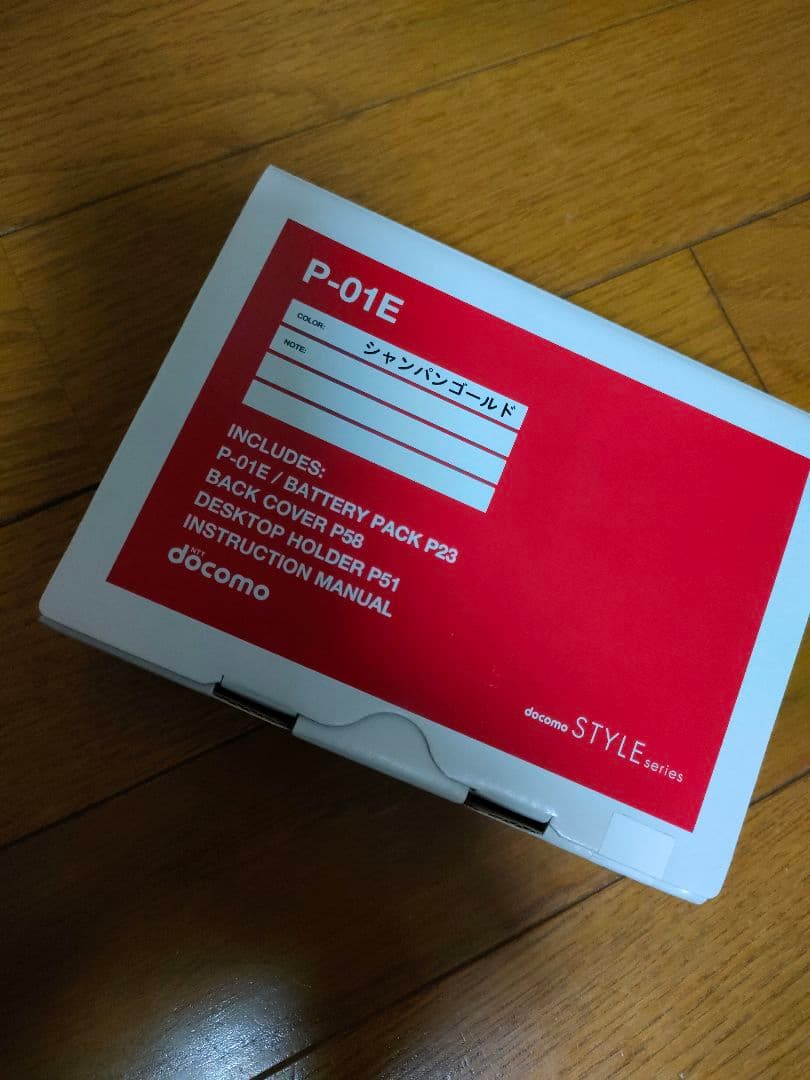 P-01E
COLOR:
シャンパンゴールド
NOTE:
INCLUDES:
P-01E / BATTERY PACK P23
BACK COVER P58
DESKTOP HOLDER P51
INSTRUCTION MANUAL
NTT
docomo
docomo STYLE series